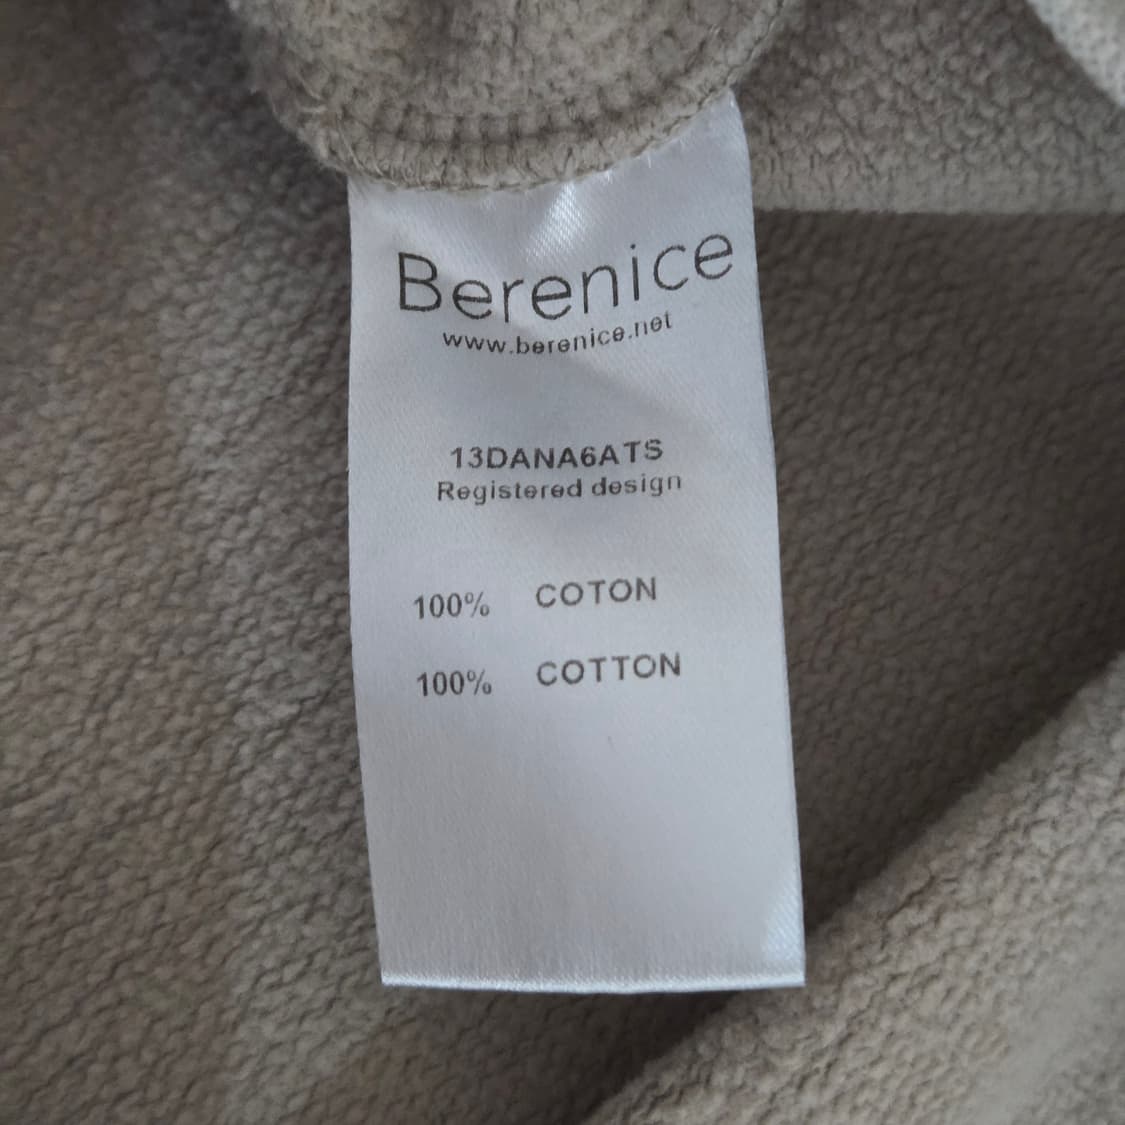 Berenice
www.berenice.net
13DANA6ATS
Registered design
100% COTON
100% COTTON